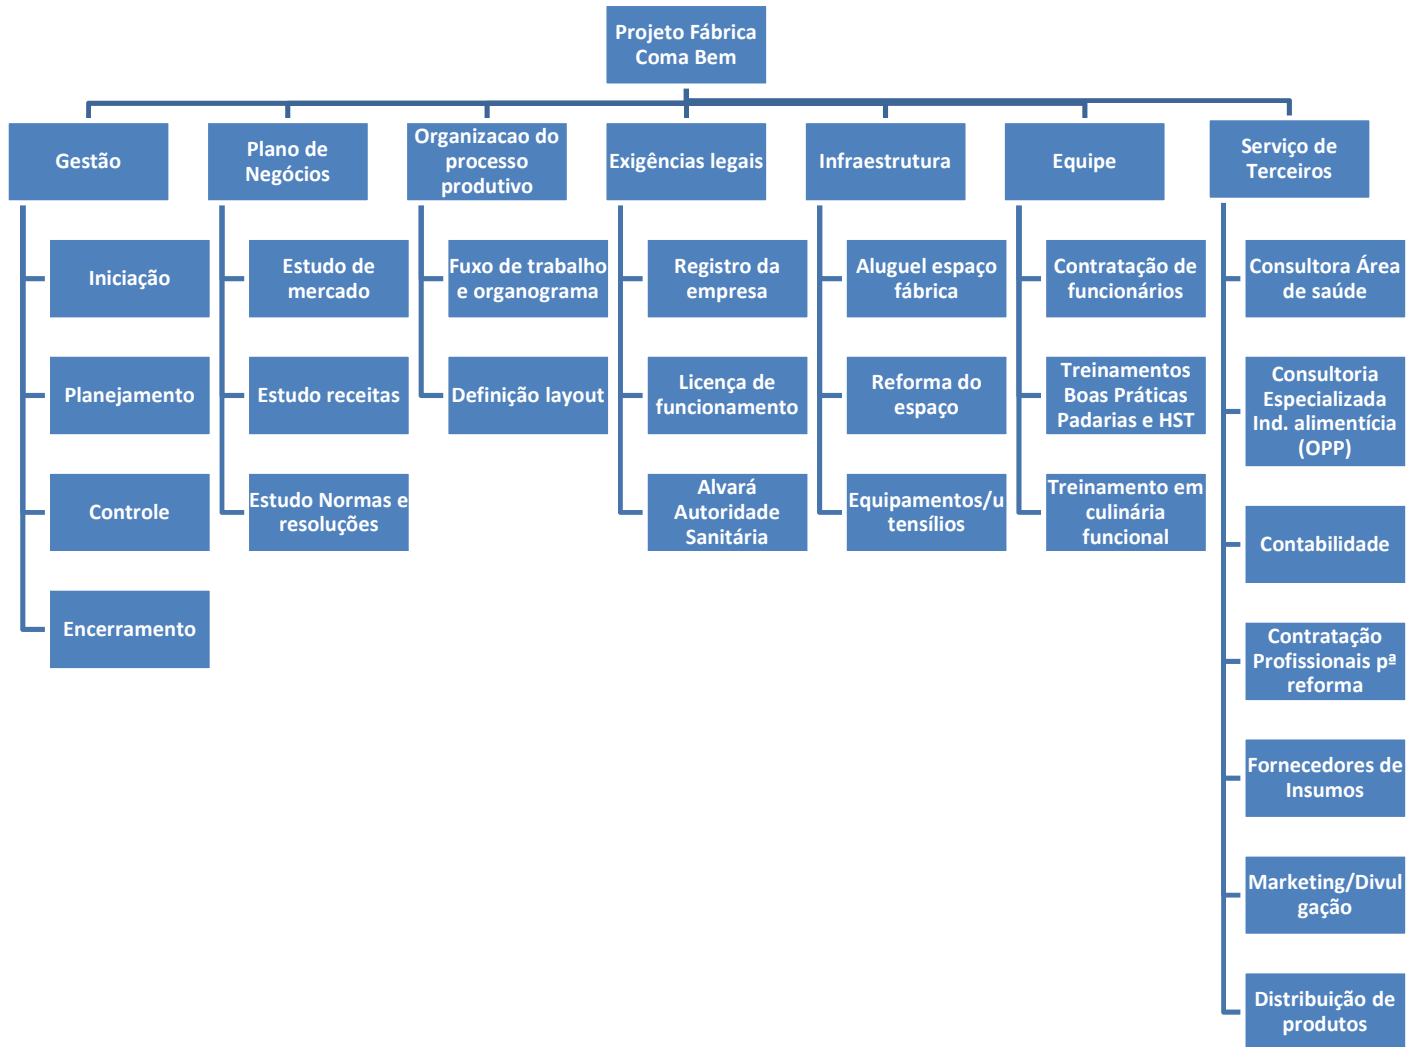 Projeto Fábrica
Coma Bem
Gestão
Plano de
Negócios
Organizacao do
processo
produtivo
Exigências legais
Infraestrutura
Equipe
Serviço de
Terceiros
Iniciação
Planejamento
Controle
Encerramento
Estudo de
mercado
Estudo receitas
Estudo Normas e
resoluções
Fuxo de trabalho
e organograma
Definição layout
Registro da
empresa
Licença de
funcionamento
Alvará
Autoridade
Sanitária
Aluguel espaço
fábrica
Reforma do
espaço
Equipamentos/u
tensílios
Contratação de
funcionários
Treinamentos
Boas Práticas
Padarias e HST
Treinamento em
culinária
funcional
Consultora Área
de saúde
Consultoria
Especializada
Ind. alimentícia
(OPP)
Contabilidade
Contratação
Profissionais pª
reforma
Fornecedores de
Insumos
Marketing/Divul
gação
Distribuição de
produtos